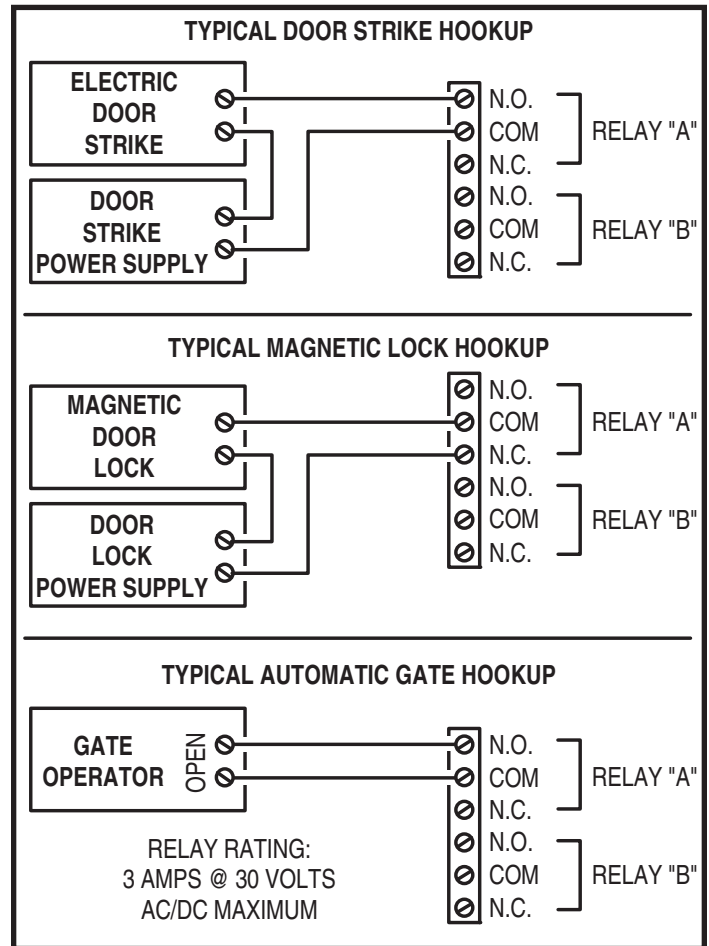 TYPICAL DOOR STRIKE HOOKUP
ELECTRIC
DOOR
STRIKE
DOOR
STRIKE
POWER SUPPLY
N.O.
COM
N.C.
RELAY "A"
N.O.
COM
N.C.
RELAY "B"
TYPICAL MAGNETIC LOCK HOOKUP
MAGNETIC
DOOR
LOCK
DOOR
LOCK
POWER SUPPLY
N.O.
COM
N.C.
RELAY "A"
N.O.
COM
N.C.
RELAY "B"
TYPICAL AUTOMATIC GATE HOOKUP
GATE
OPERATOR
OPEN
N.O.
COM
N.C.
RELAY "A"
N.O.
COM
N.C.
RELAY "B"
RELAY RATING:
3 AMPS @ 30 VOLTS
AC/DC MAXIMUM